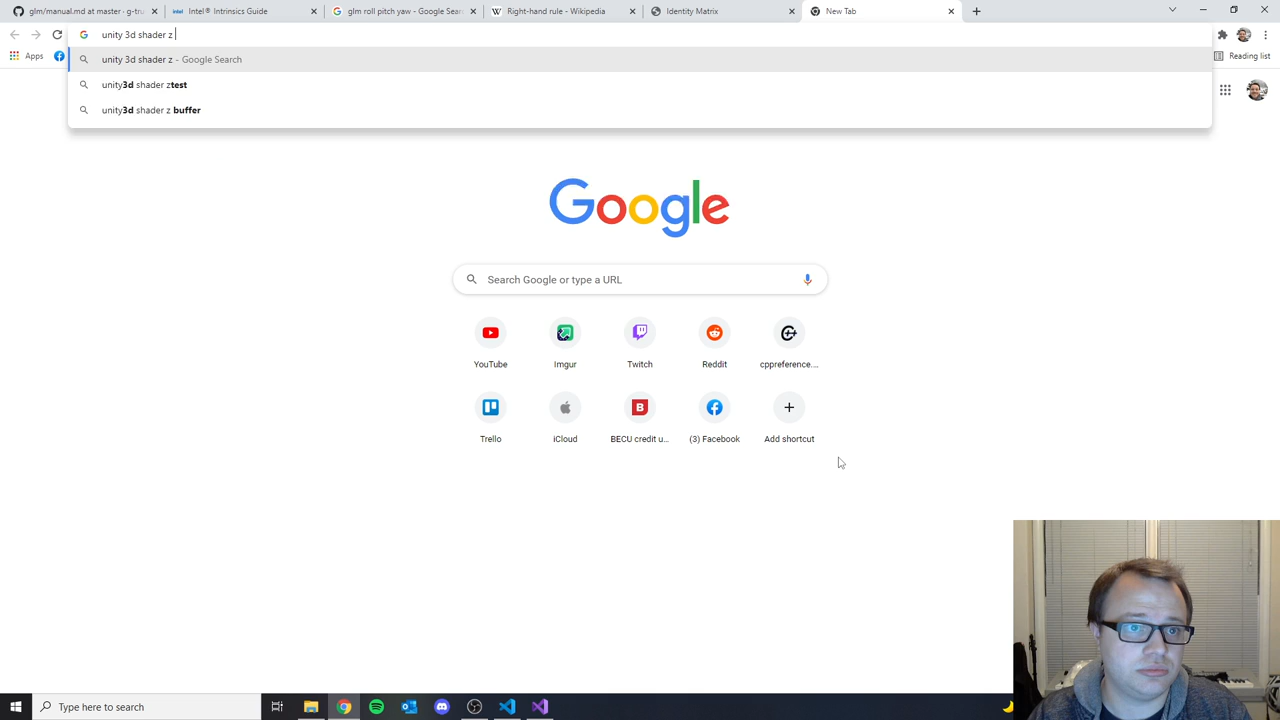 glm/manual.md at master · g-tru
Intel® Intrinsics Guide
glm roll pitch yaw - Google Sear
Right-hand rule - Wikipedia
Identity Matrix
New Tab
unity 3d shader z
Apps
Reading list
unity 3d shader z - Google Search
unity3d shader ztest
unity3d shader z buffer
Google
Search Google or type a URL
YouTube
Imgur
Twitch
Reddit
cppreference....
Trello
iCloud
BECU credit u...
(3) Facebook
Add shortcut
Type here to search